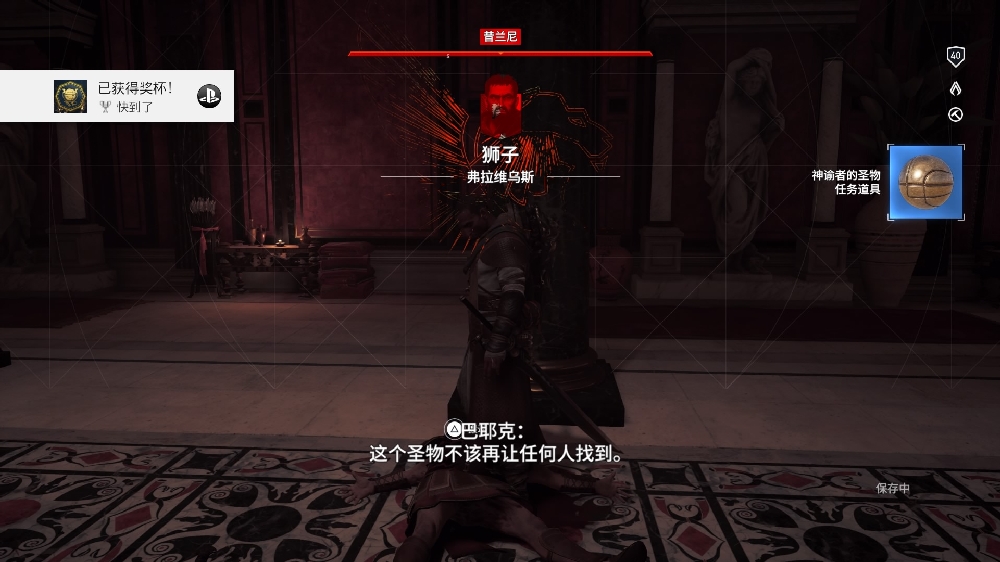 普兰尼
已获得奖杯！
快到了
40
狮子
弗拉维乌斯
神谕者的圣物
任务道具
巴耶克：
这个圣物不该再让任何人找到。
保存中